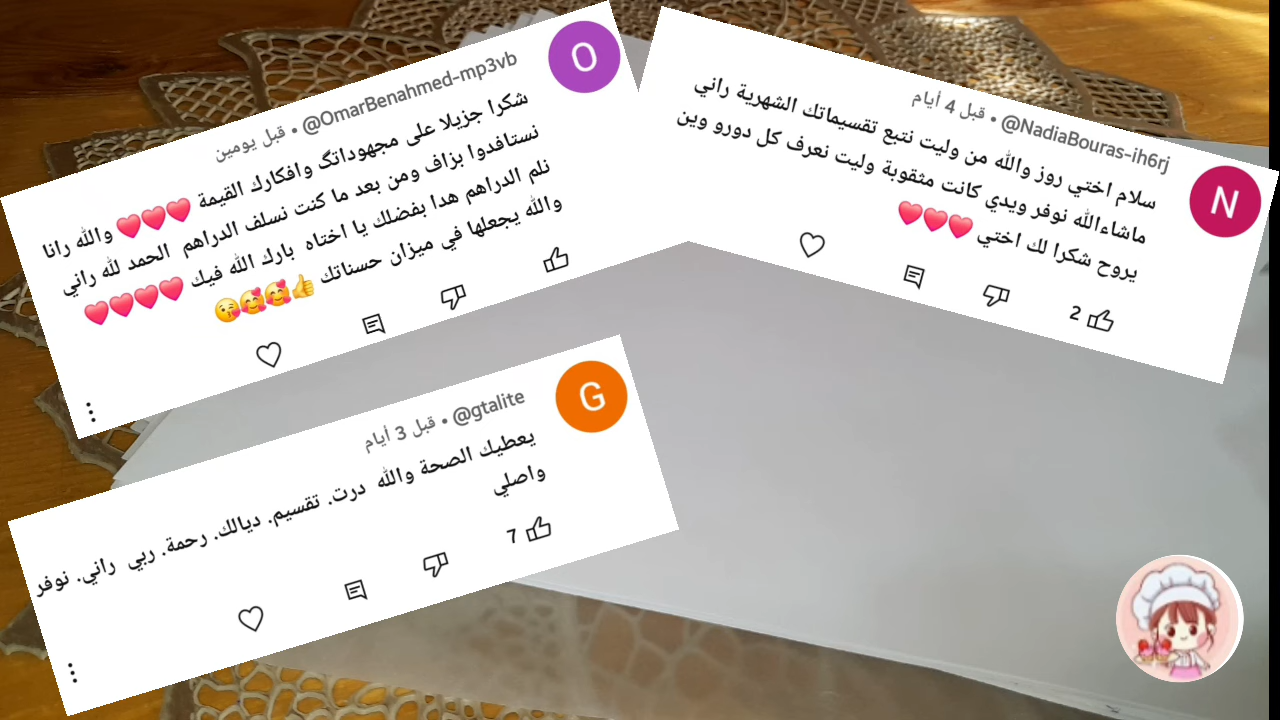 @OmarBenahmed-mp3vb • قبل يومين
شكرا جزيلا على مجهوداتگ وافكارك القيمة ❤️❤️❤️ والله رانا
نستافدوا بزاف ومن بعد ما كنت نسلف الدراهم الحمد لله راني
نلم الدراهم هدا بفضلك يا اختاه بارك الله فيك ❤️❤️❤️❤️
والله يجعلها في ميزان حسناتك 👍🥰🥰😘
O
@NadiaBouras-ih6rj • قبل 4 أيام
سلام اختي روز والله من وليت نتبع تقسيماتك الشهرية راني
ماشاءالله نوفر ويدي كانت مثقوبة وليت نعرف كل دورو وين
يروح شكرا لك اختي ❤️❤️❤️
2
N
@gtalite • قبل 3 أيام
يعطيك الصحة والله درت. تقسيم. ديالك. رحمة. ربي راني. نوفر
واصلي
7
G